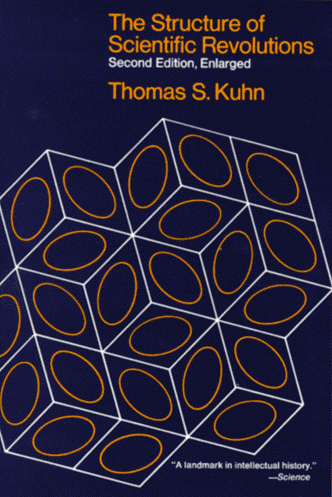 The Structure of
Scientific Revolutions
Second Edition, Enlarged
Thomas S. Kuhn
"A landmark in intellectual history."
—Science